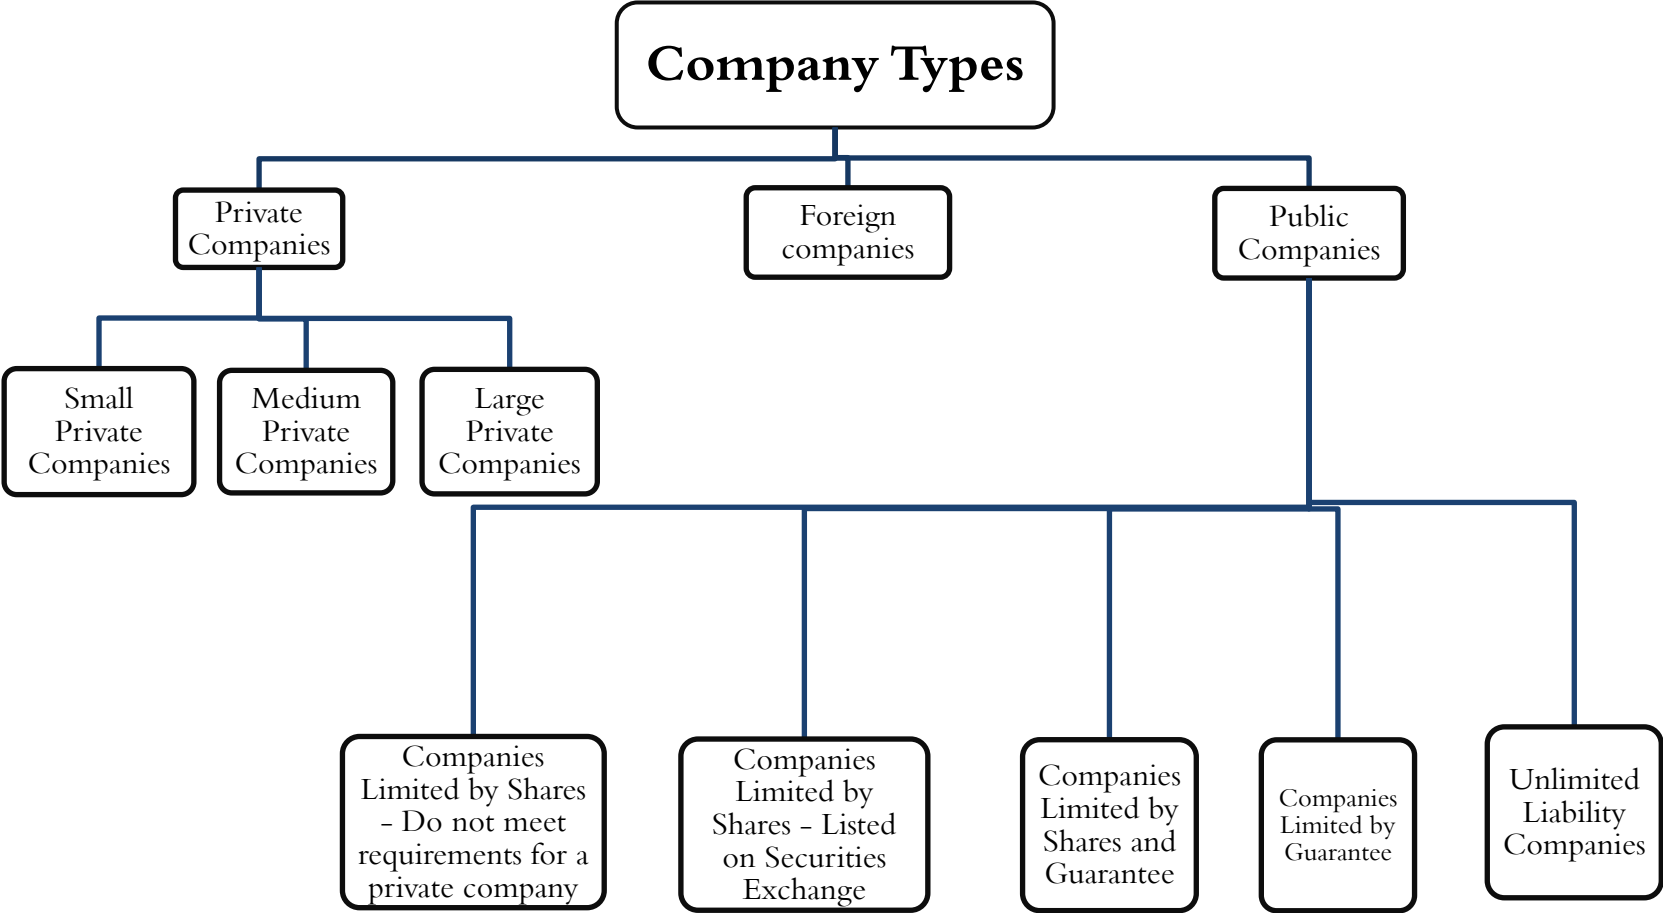 Company Types
Private
Companies
Foreign
companies
Public
Companies
Small
Private
Companies
Medium
Private
Companies
Large
Private
Companies
Companies
Limited by Shares
- Do not meet
requirements for a
private company
Companies
Limited by
Shares - Listed
on Securities
Exchange
Companies
Limited by
Shares and
Guarantee
Companies
Limited by
Guarantee
Unlimited
Liability
Companies